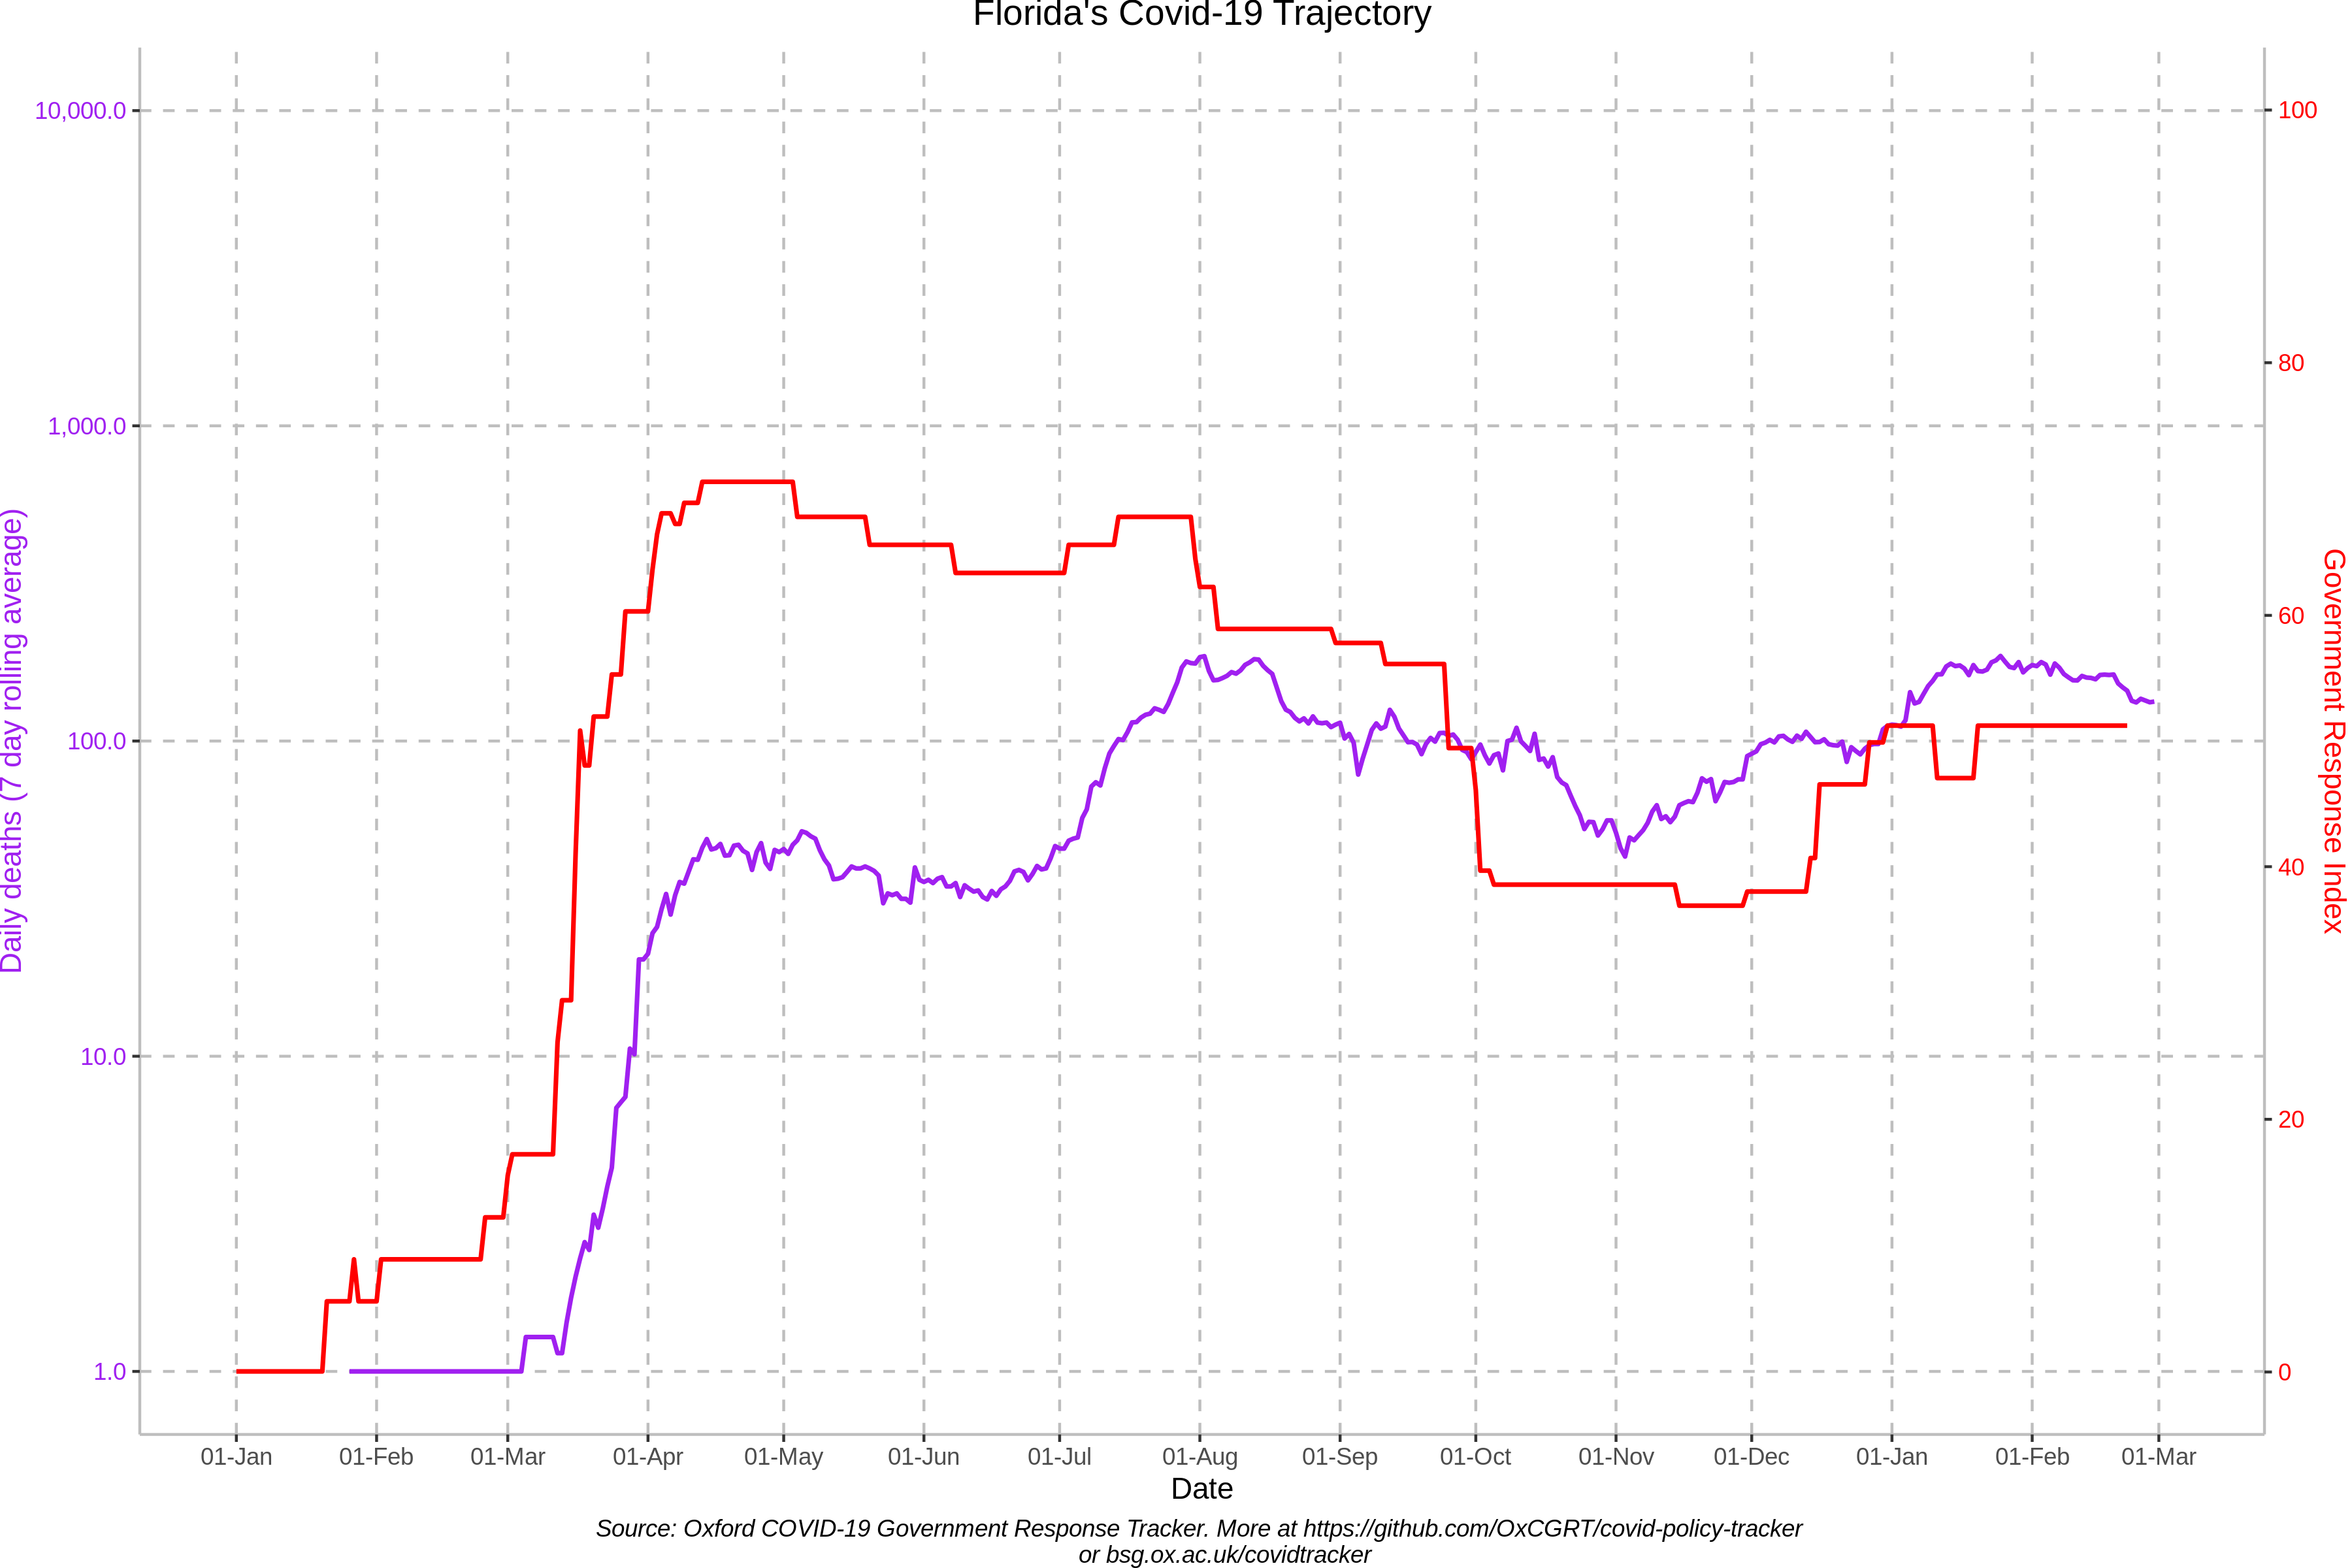 Florida's Covid-19 Trajectory
10,000.0
1,000.0
100.0
10.0
1.0
Daily deaths (7 day rolling average)
100
80
60
40
20
0
Government Response Index
01-Jan 01-Feb 01-Mar 01-Apr 01-May 01-Jun 01-Jul 01-Aug 01-Sep 01-Oct 01-Nov 01-Dec 01-Jan 01-Feb 01-Mar
Date
Source: Oxford COVID-19 Government Response Tracker. More at https://github.com/OxCGRT/covid-policy-tracker
or bsg.ox.ac.uk/covidtracker